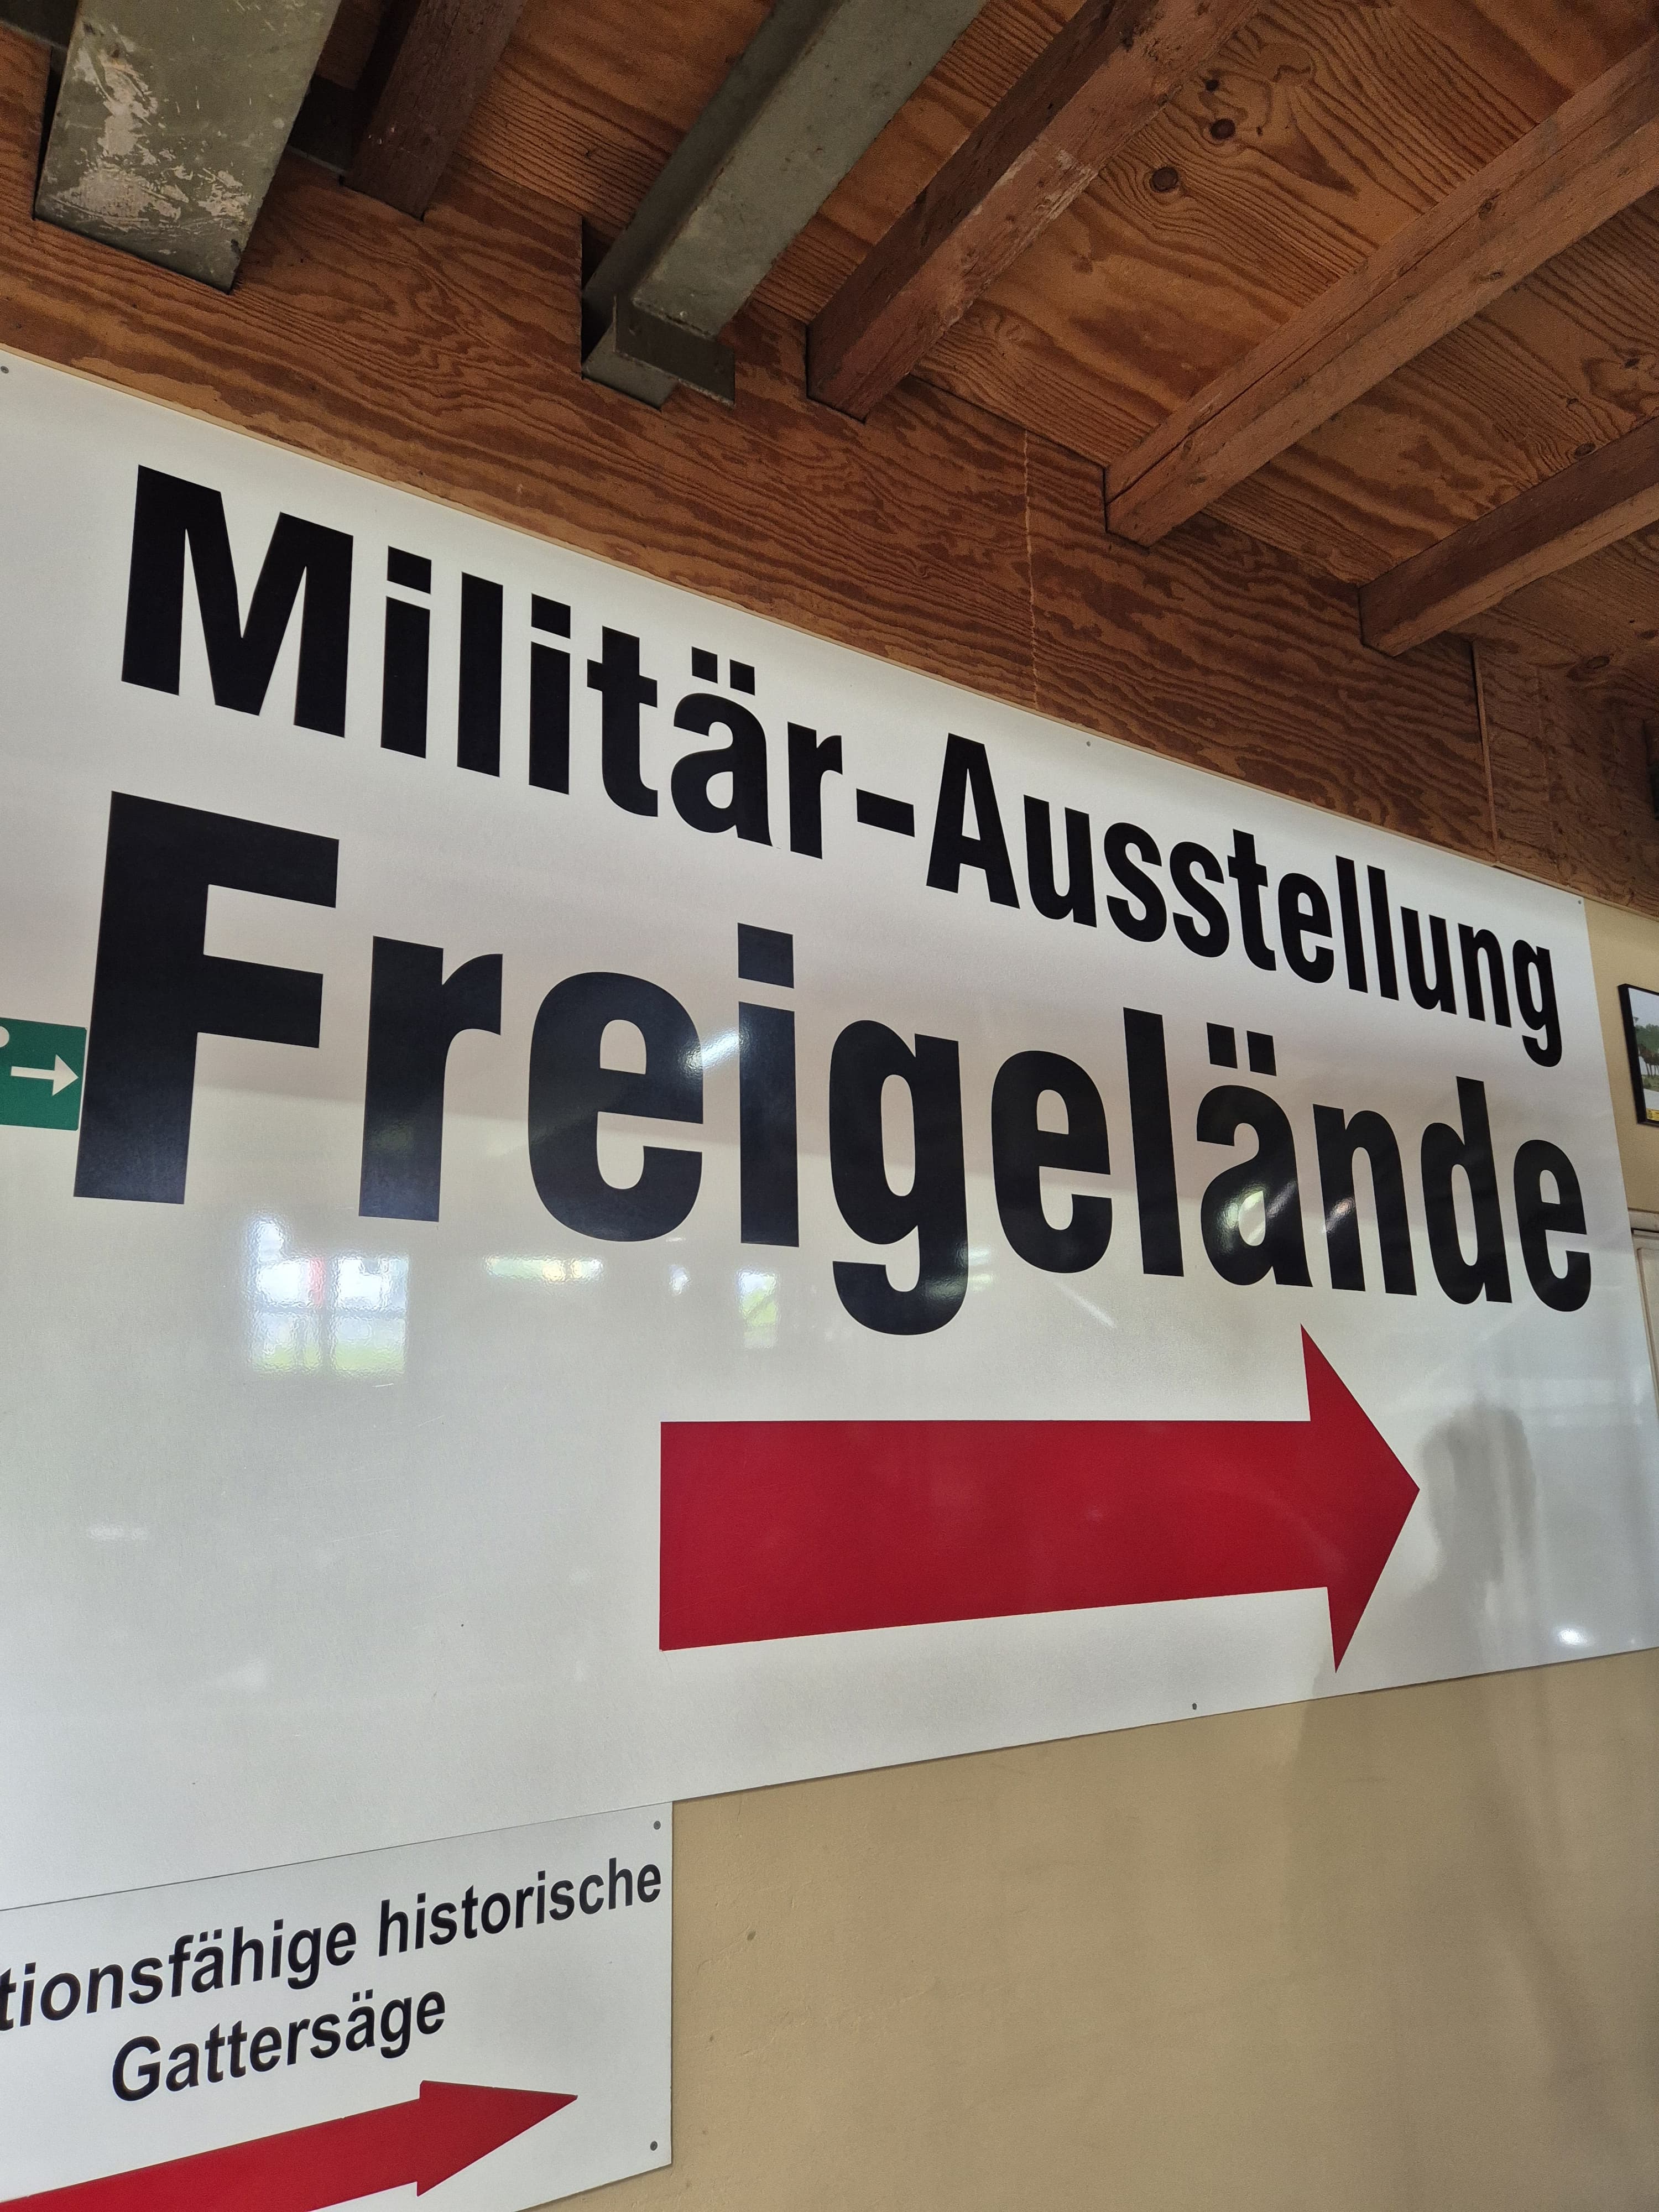 Militär-Ausstellung
Freigelände
tionsfähige historische
Gattersäge